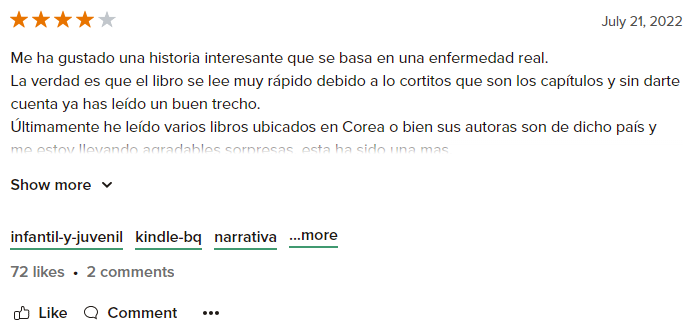 July 21, 2022
Me ha gustado una historia interesante que se basa en una enfermedad real.
La verdad es que el libro se lee muy rápido debido a lo cortitos que son los capítulos y sin darte
cuenta ya has leído un buen trecho.
Últimamente he leído varios libros ubicados en Corea o bien sus autoras son de dicho país y
me estoy llevando agradables sorpresas, esta ha sido una mas
Show more
infantil-y-juvenil kindle-bq narrativa ...more
72 likes • 2 comments
Like Comment •••